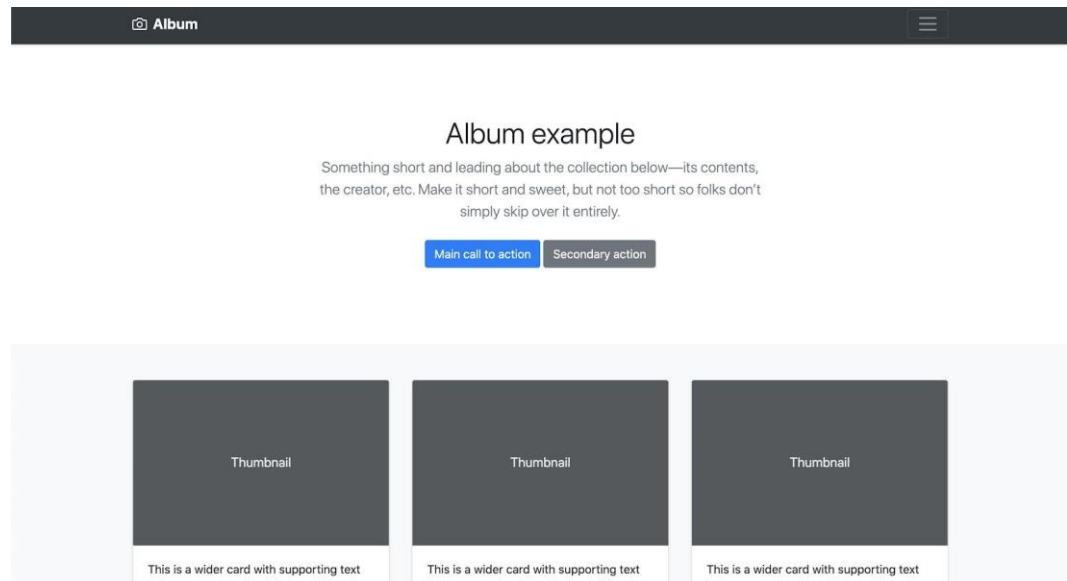 Album
Album example
Something short and leading about the collection below—its contents,
the creator, etc. Make it short and sweet, but not too short so folks don’t
simply skip over it entirely.
Main call to action
Secondary action
Thumbnail
Thumbnail
Thumbnail
This is a wider card with supporting text
This is a wider card with supporting text
This is a wider card with supporting text